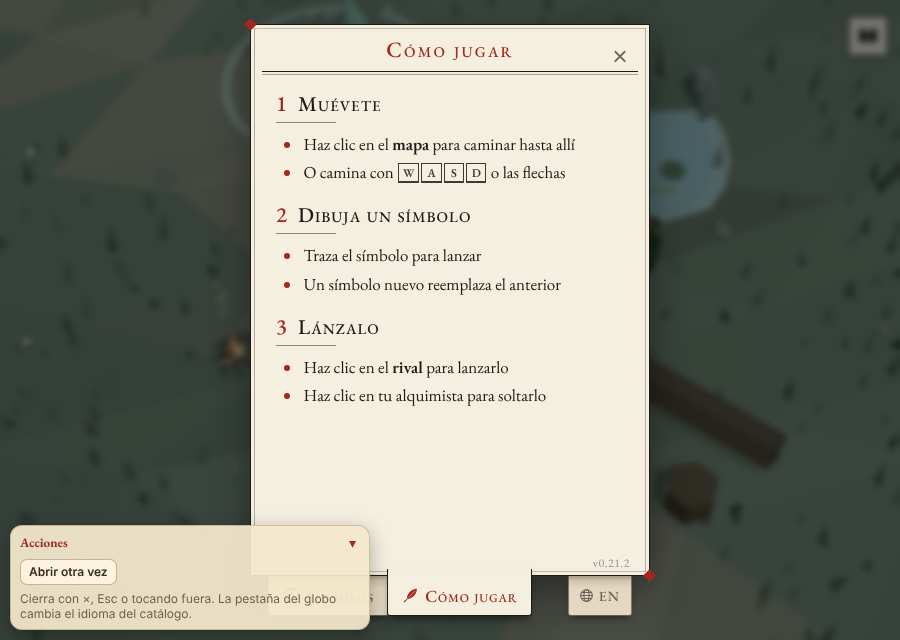 Cómo jugar
×
1 Muévete
Haz clic en el mapa para caminar hasta allí
O camina con W A S D o las flechas
2 Dibuja un símbolo
Traza el símbolo para lanzar
Un símbolo nuevo reemplaza el anterior
3 Lánzalo
Haz clic en el rival para lanzarlo
Haz clic en tu alquimista para soltarlo
v0.21.2
Cómo jugar
EN
Acciones ▼
Abrir otra vez
Cierra con ×, Esc o tocando fuera. La pestaña del globo
cambia el idioma del catálogo.